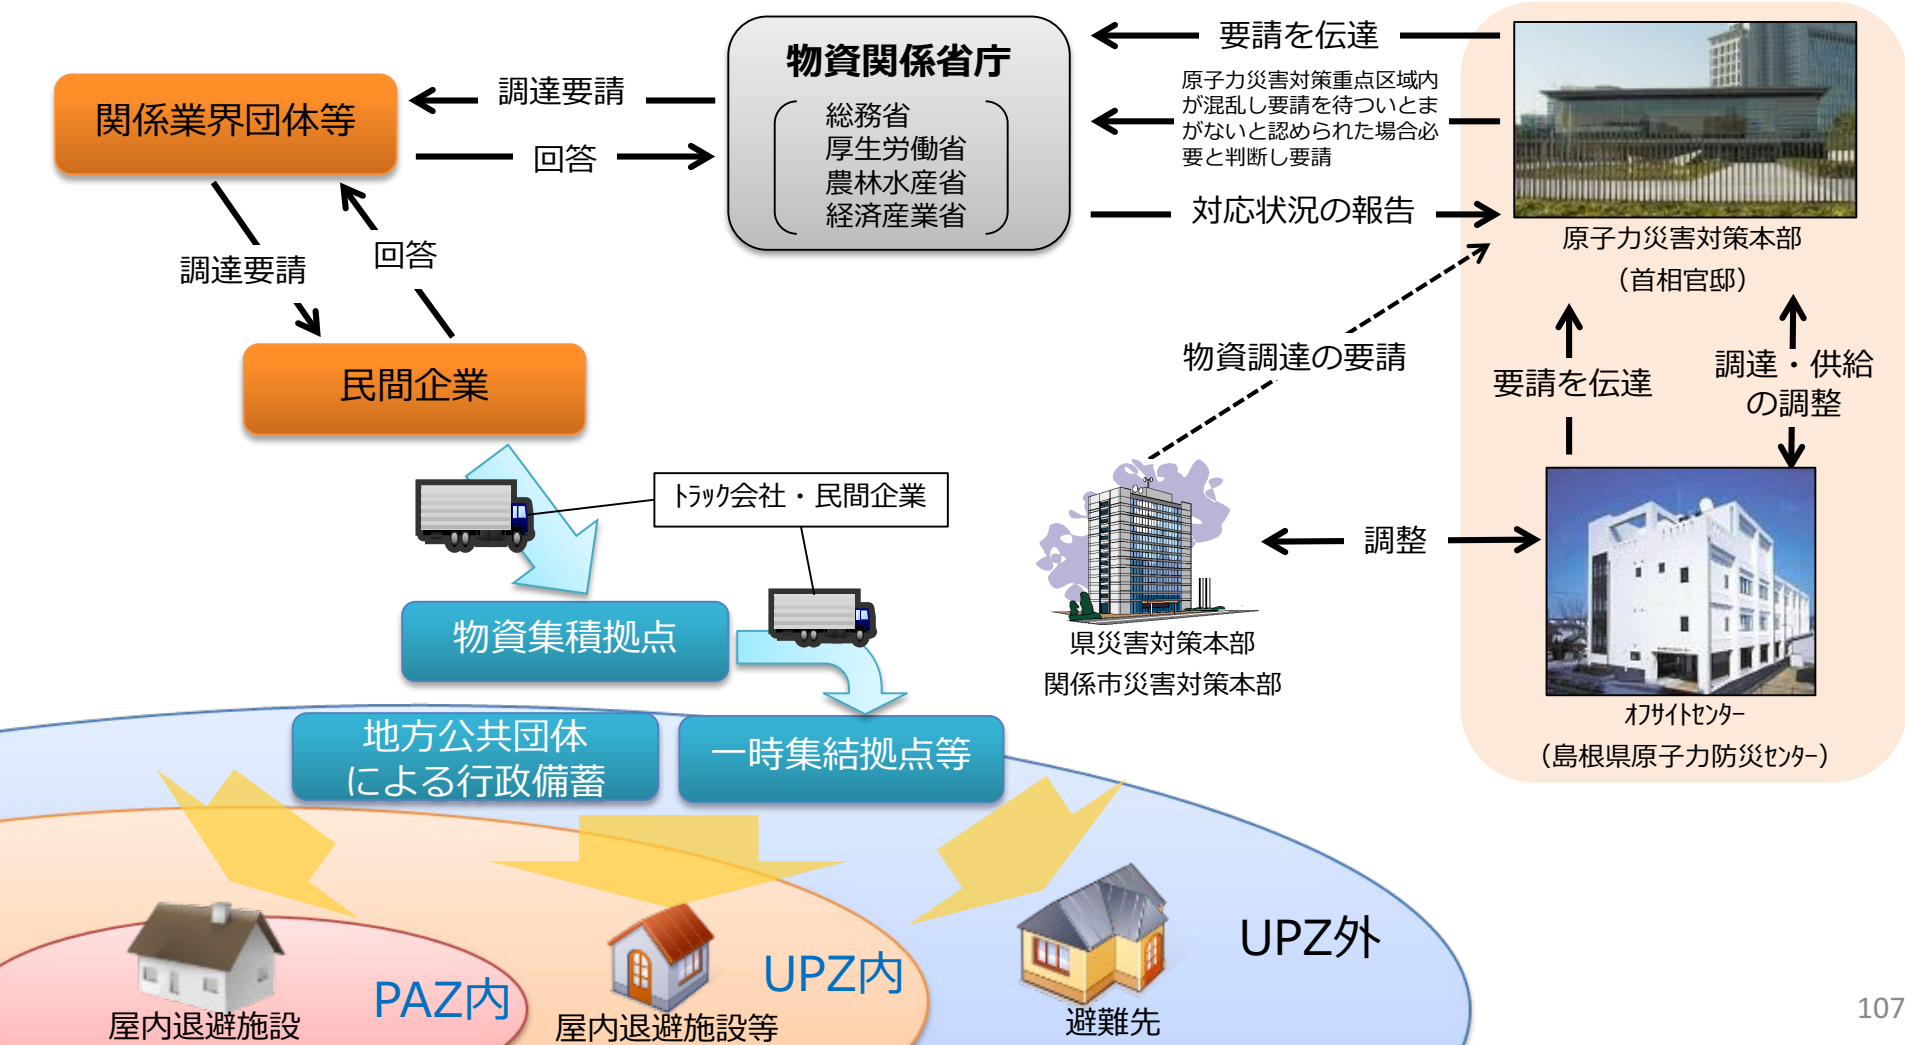 物資関係省庁
総務省
厚生労働省
農林水産省
経済産業省
関係業界団体等
調達要請
回答
要請を伝達
原子力災害対策重点区域内
が混乱し要請を待ついとま
がないと認められた場合必
要と判断し要請
対応状況の報告
原子力災害対策本部
（首相官邸）
調達要請
回答
民間企業
物資調達の要請
要請を伝達
調達・供給
の調整
ﾄﾗｯｸ会社・民間企業
調整
物資集積拠点
県災害対策本部
関係市災害対策本部
ｵﾌｻｲﾄｾﾝﾀｰ
（島根県原子力防災ｾﾝﾀｰ）
地方公共団体
による行政備蓄
一時集結拠点等
PAZ内
UPZ内
UPZ外
屋内退避施設
屋内退避施設等
避難先
107